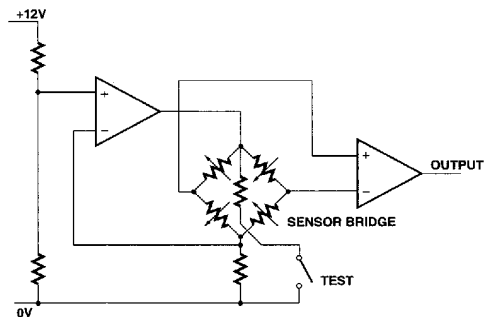 +12V
+
−
+
−
OUTPUT
SENSOR BRIDGE
TEST
0V